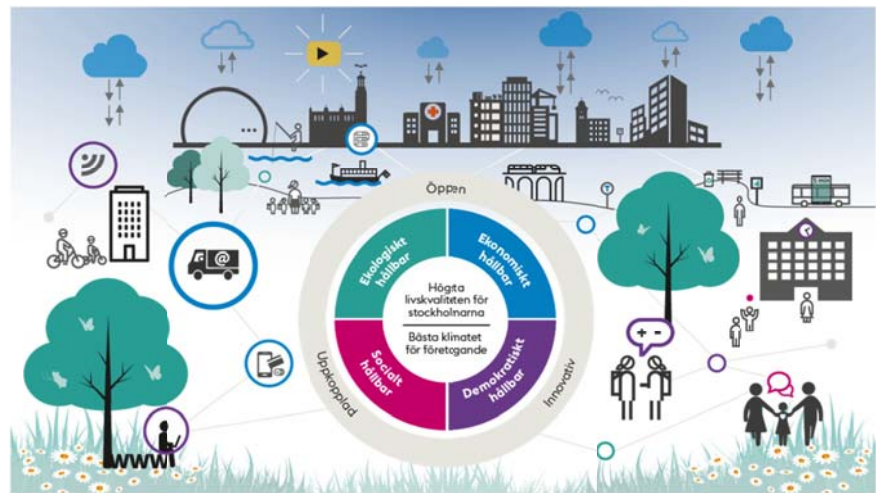 Öppen
Ekologiskt
hållbar
Ekonomiskt
hållbar
Högsta
livskvaliteten för
stockholmarna
Bästa klimatet
för företagande
Socialt
hållbar
Demokratiskt
hållbar
Uppkopplad
Innovativ
@
+ -
T
WWW